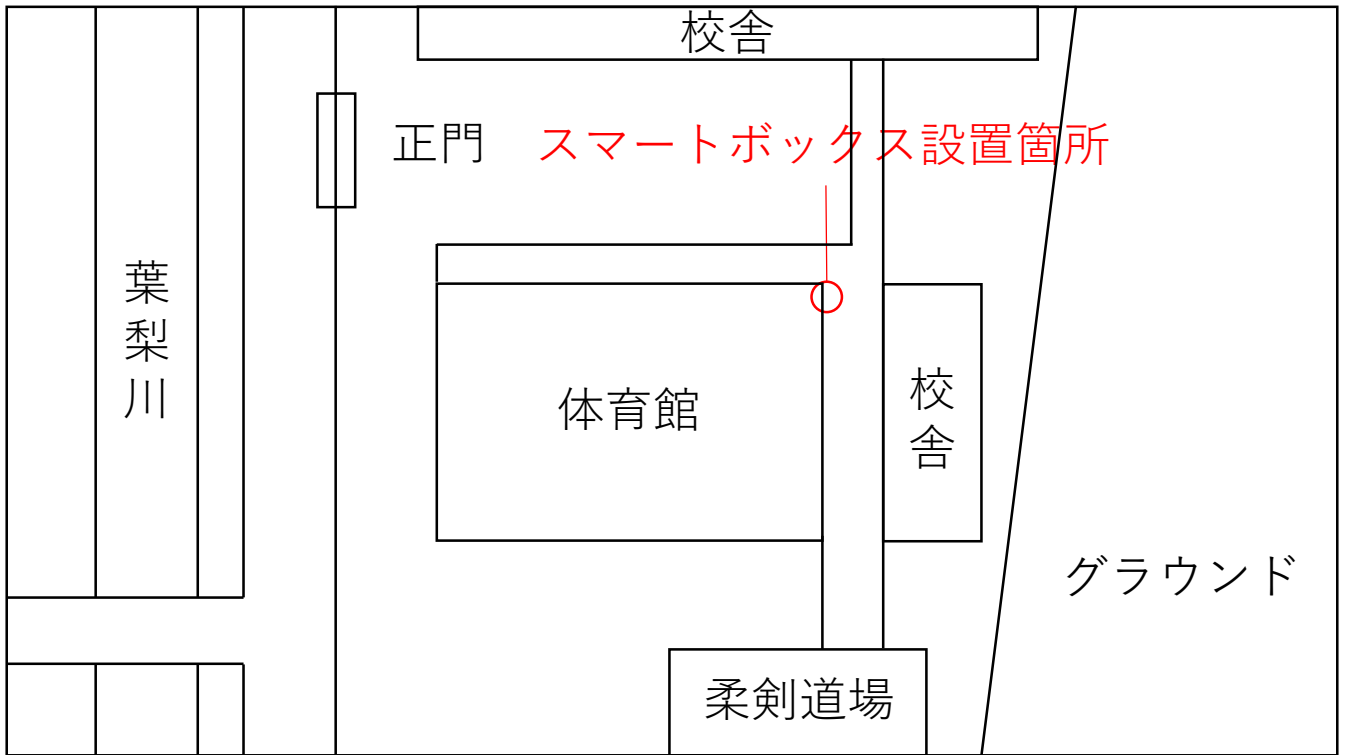 校舎
正門
スマートボックス設置箇所
葉梨川
体育館
校舎
グラウンド
柔剣道場